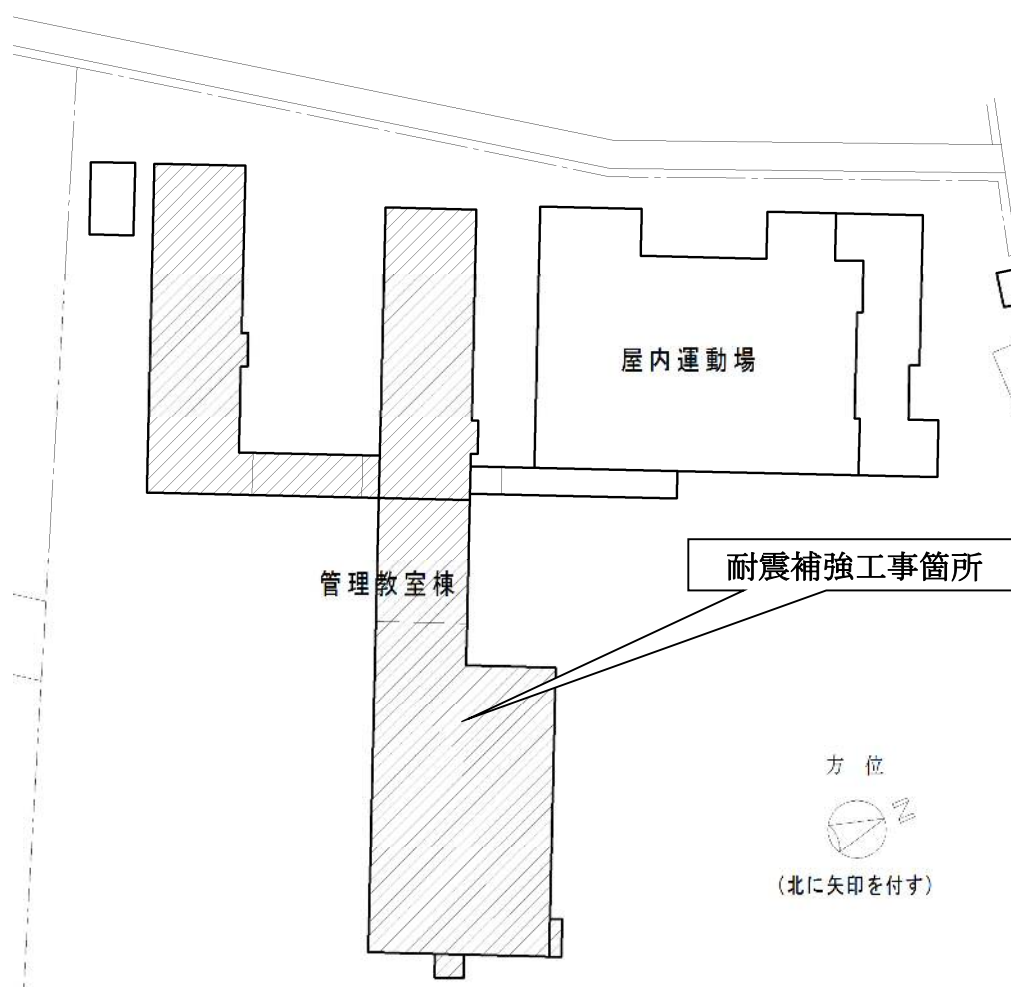 屋内運動場
耐震補強工事箇所
管理教室棟
方位
N
(北に矢印を付す)